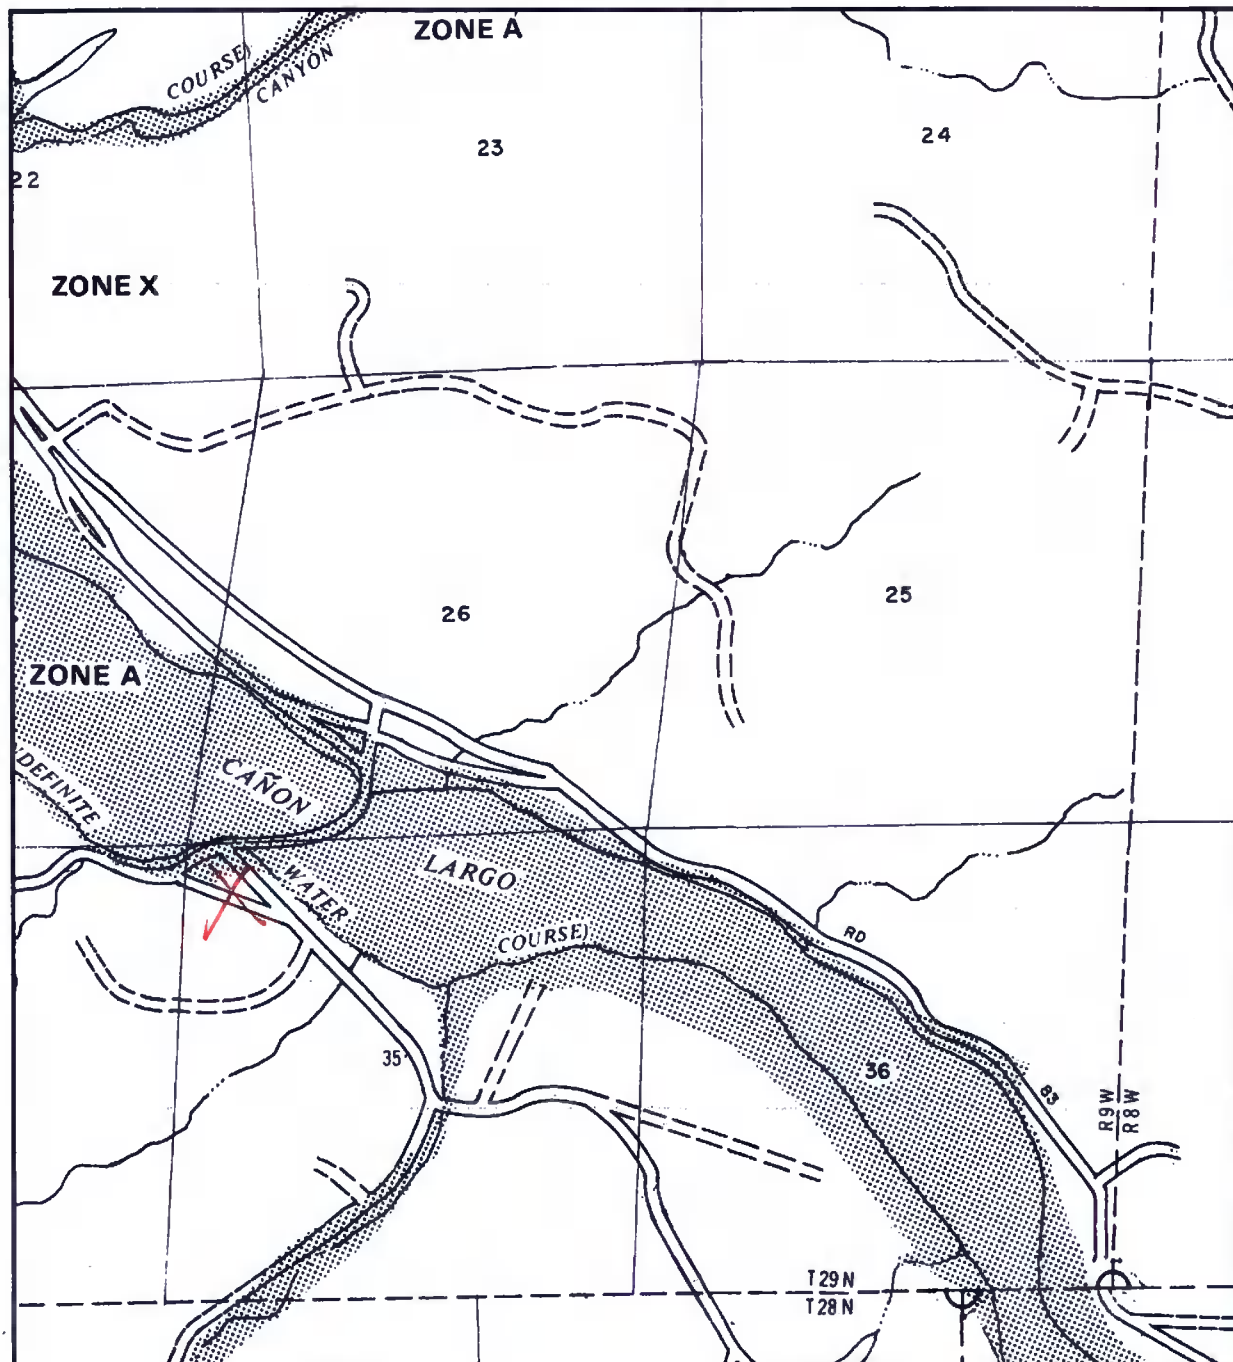 ZONE A
COURSE)
CANYON
23
24
22
ZONE X
26
25
ZONE A
CAÑON
DEFINITE
LARGO
WATER
COURSE)
RD
35
36
83
R9W
R8W
T29N
T28N